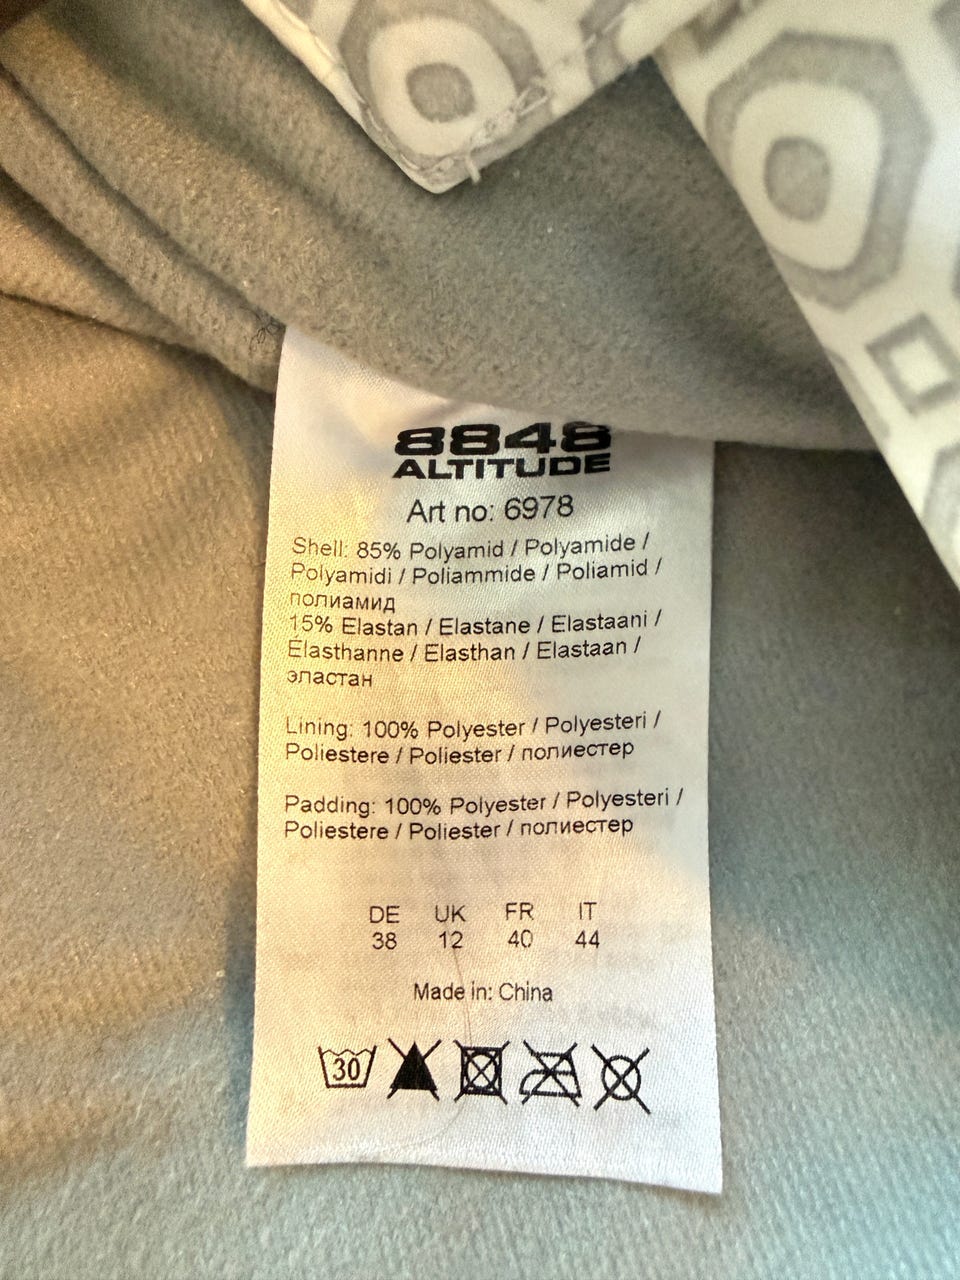 8848
ALTITUDE
Art no: 6978
Shell: 85% Polyamid / Polyamide /
Polyamidi / Poliammide / Poliamid /
полиамид
15% Elastan / Elastane / Elastaani /
Elasthanne / Elasthan / Elastaan /
эластан
Lining: 100% Polyester / Polyesteri /
Poliestere / Poliester / полиестер
Padding: 100% Polyester / Polyesteri /
Poliestere / Poliester / полиестер
DE UK FR IT
38 12 40 44
Made in: China
30